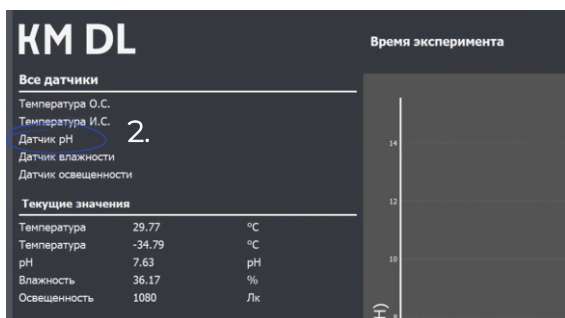 КМ DL
Время эксперимента
Все датчики
Температура О.С.
Температура И.С.
Датчик pH
2.
Датчик влажности
Датчик освещенности
Текущие значения
Температура 29.77 °C
Температура -34.79 °C
pH 7.63 pH
Влажность 36.17 %
Освещенность 1080 Лк
14
12
10
8
H)